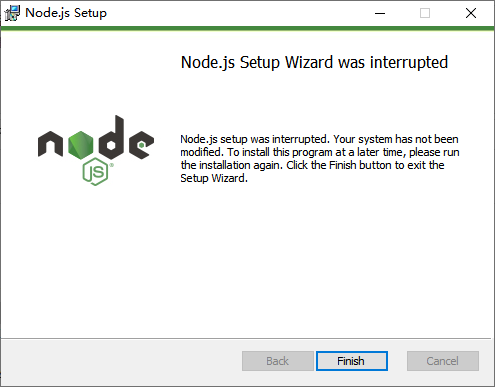 Node.js Setup
Node.js Setup Wizard was interrupted
node
JS
Node.js setup was interrupted. Your system has not been
modified. To install this program at a later time, please run
the installation again. Click the Finish button to exit the
Setup Wizard.
Back
Finish
Cancel